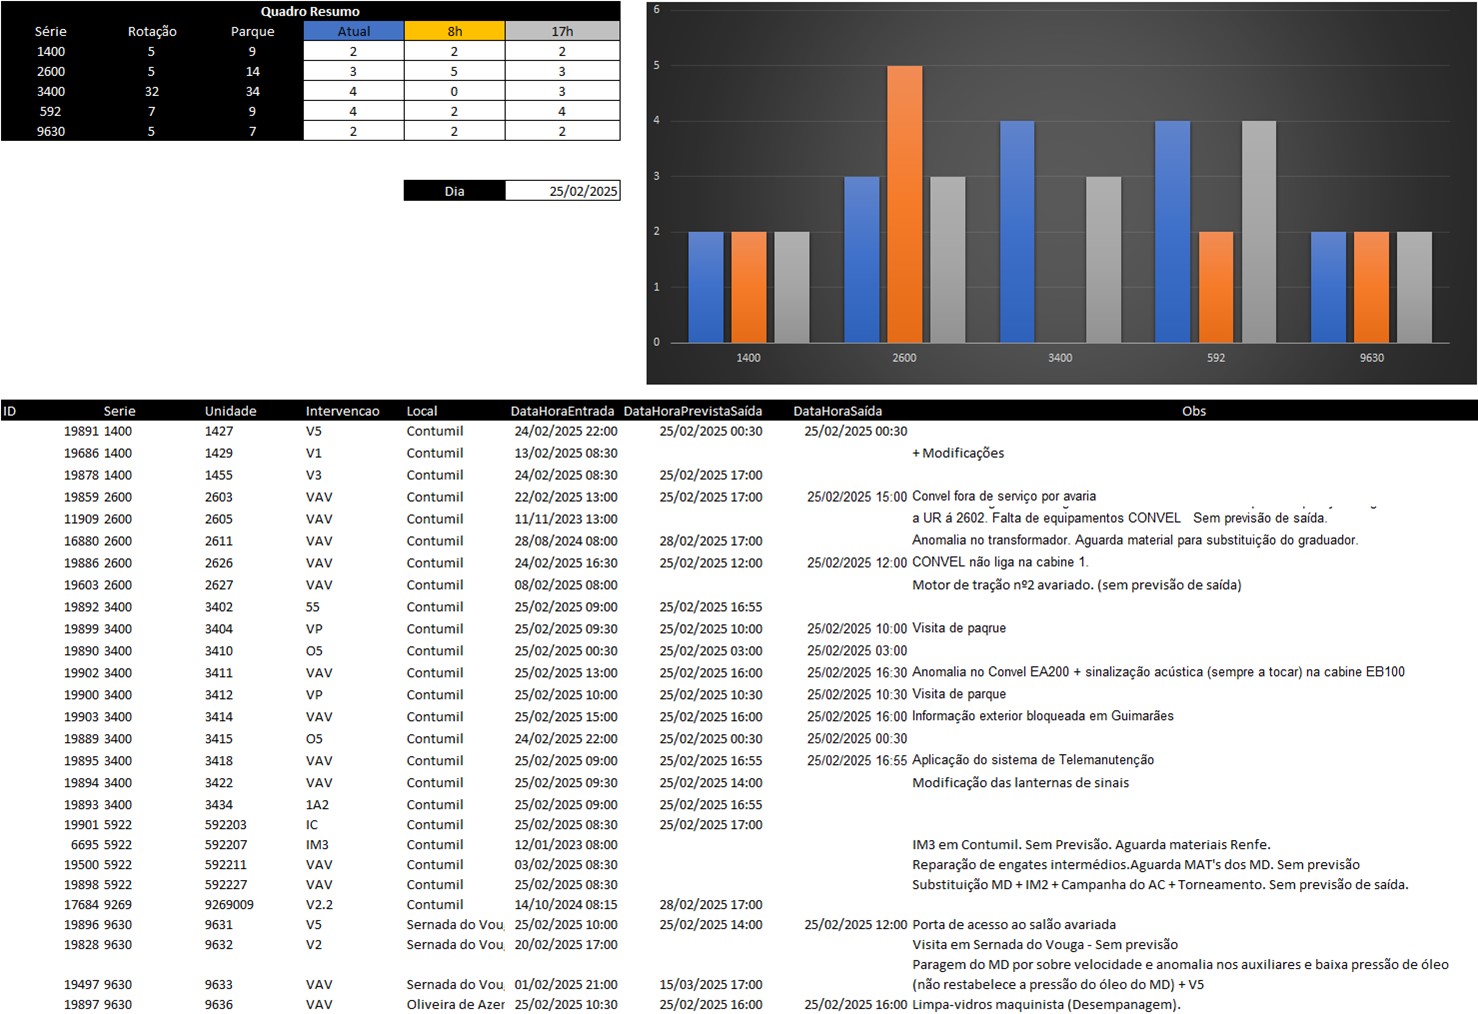 Quadro Resumo
Série Rotação Parque Atual 8h 17h
1400 5 9 2 2 2
2600 5 14 3 5 3
3400 32 34 4 0 3
592 7 9 4 2 4
9630 5 7 2 2 2
Dia 25/02/2025
6
5
4
3
2
1
0
1400 2600 3400 592 9630
ID Serie Unidade Intervencao Local DataHoraEntrada DataHoraPrevistaSaída DataHoraSaída Obs
19891 1400 1427 V5 Contumil 24/02/2025 22:00 25/02/2025 00:30 25/02/2025 00:30
19686 1400 1429 V1 Contumil 13/02/2025 08:30 + Modificações
19878 1400 1455 V3 Contumil 24/02/2025 08:30 25/02/2025 17:00
19859 2600 2603 VAV Contumil 22/02/2025 13:00 25/02/2025 17:00 25/02/2025 15:00 Convel fora de serviço por avaria
11909 2600 2605 VAV Contumil 11/11/2023 13:00 a UR á 2602. Falta de equipamentos CONVEL Sem previsão de saída.
16880 2600 2611 VAV Contumil 28/08/2024 08:00 28/02/2025 17:00 Anomalia no transformador. Aguarda material para substituição do graduador.
19886 2600 2626 VAV Contumil 24/02/2025 16:30 25/02/2025 12:00 25/02/2025 12:00 CONVEL não liga na cabine 1.
19603 2600 2627 VAV Contumil 08/02/2025 08:00 Motor de tração nº2 avariado. (sem previsão de saída)
19892 3400 3402 55 Contumil 25/02/2025 09:00 25/02/2025 16:55
19899 3400 3404 VP Contumil 25/02/2025 09:30 25/02/2025 10:00 25/02/2025 10:00 Visita de paqrue
19890 3400 3410 O5 Contumil 25/02/2025 00:30 25/02/2025 03:00 25/02/2025 03:00
19902 3400 3411 VAV Contumil 25/02/2025 13:00 25/02/2025 16:00 25/02/2025 16:30 Anomalia no Convel EA200 + sinalização acústica (sempre a tocar) na cabine EB100
19900 3400 3412 VP Contumil 25/02/2025 10:00 25/02/2025 10:30 25/02/2025 10:30 Visita de parque
19903 3400 3414 VAV Contumil 25/02/2025 15:00 25/02/2025 16:00 25/02/2025 16:00 Informação exterior bloqueada em Guimarães
19889 3400 3415 O5 Contumil 24/02/2025 22:00 25/02/2025 00:30 25/02/2025 00:30
19895 3400 3418 VAV Contumil 25/02/2025 09:00 25/02/2025 16:55 25/02/2025 16:55 Aplicação do sistema de Telemanutenção
19894 3400 3422 VAV Contumil 25/02/2025 09:30 25/02/2025 14:00 Modificação das lanternas de sinais
19893 3400 3434 1A2 Contumil 25/02/2025 09:00 25/02/2025 16:55
19901 5922 592203 IC Contumil 25/02/2025 08:30 25/02/2025 17:00
6695 5922 592207 IM3 Contumil 12/01/2023 08:00 IM3 em Contumil. Sem Previsão. Aguarda materiais Renfe.
19500 5922 592211 VAV Contumil 03/02/2025 08:30 Reparação de engates intermédios.Aguarda MAT's dos MD. Sem previsão
19898 5922 592227 VAV Contumil 25/02/2025 08:30 Substituição MD + IM2 + Campanha do AC + Torneamento. Sem previsão de saída.
17684 9269 9269009 V2.2 Contumil 14/10/2024 08:15 28/02/2025 17:00
19896 9630 9631 V5 Sernada do Vou 25/02/2025 10:00 25/02/2025 14:00 25/02/2025 12:00 Porta de acesso ao salão avariada
19828 9630 9632 V2 Sernada do Vou 20/02/2025 17:00 Visita em Sernada do Vouga - Sem previsão
Paragem do MD por sobre velocidade e anomalia nos auxiliares e baixa pressão de óleo
19497 9630 9633 VAV Sernada do Vou 01/02/2025 21:00 15/03/2025 17:00 (não restabelece a pressão do óleo do MD) + V5
19897 9630 9636 VAV Oliveira de Azer 25/02/2025 10:30 25/02/2025 16:00 25/02/2025 16:00 Limpa-vidros maquinista (Desempanagem).